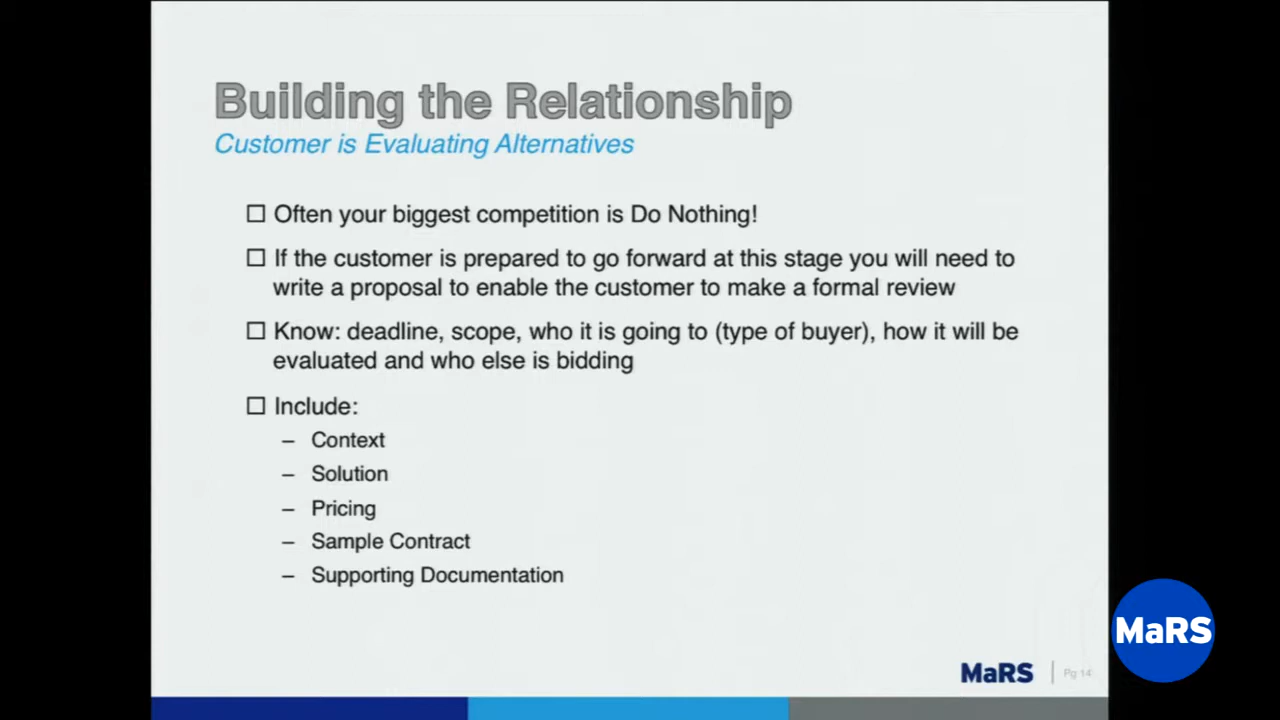 Building the Relationship
Customer is Evaluating Alternatives
Often your biggest competition is Do Nothing!
If the customer is prepared to go forward at this stage you will need to
write a proposal to enable the customer to make a formal review
Know: deadline, scope, who it is going to (type of buyer), how it will be
evaluated and who else is bidding
Include:
– Context
– Solution
– Pricing
– Sample Contract
– Supporting Documentation
MaRS
Pg 14
MaRS